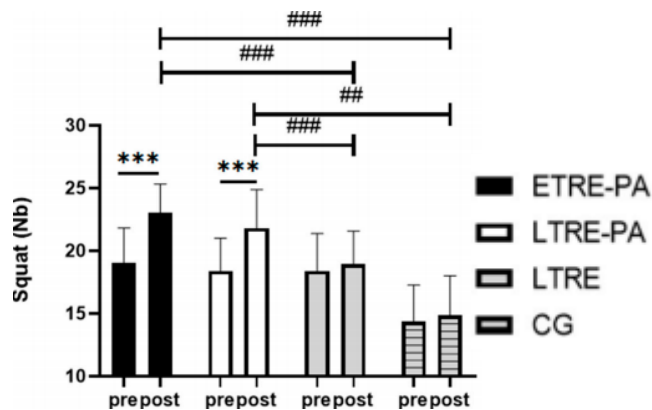 ###
###
##
###
30
25
20
15
10
Squat (Nb)
***
***
pre post pre post pre post pre post
ETRE-PA
LTRE-PA
LTRE
CG